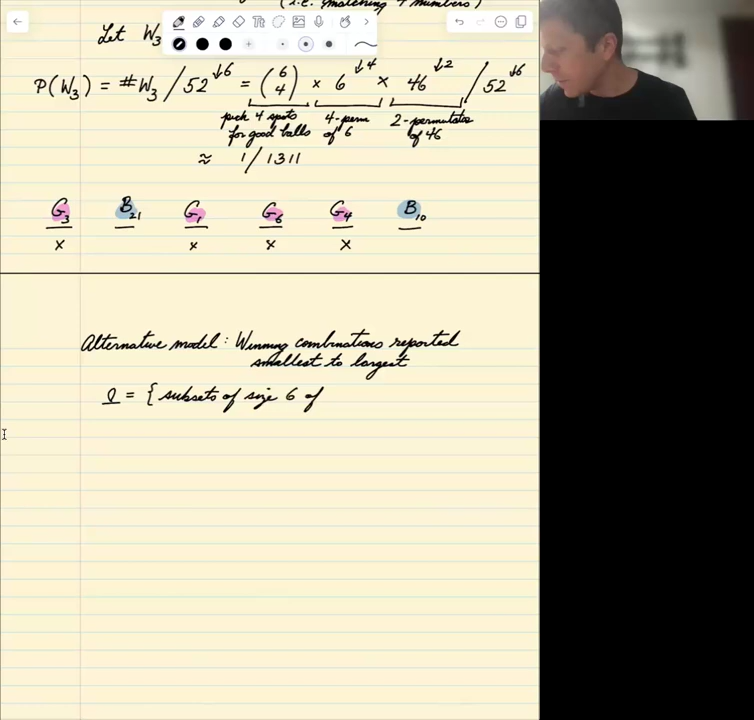 (i.e. matching 4 numbers)
Let W₃
P(W₃) = #W₃ / 52^↓6 = (6 4) × 6^↓4 × 46^↓2 / 52^↓6
pick 4 spots for good balls
4-perm of 6
2-permutates of 46
≈ 1/1311
G₃ B₂₁ G₁ G₆ G₄ B₁₀
x x x x
Alternative model: Winning combinations reported
smallest to largest
Ω = { subsets of size 6 of